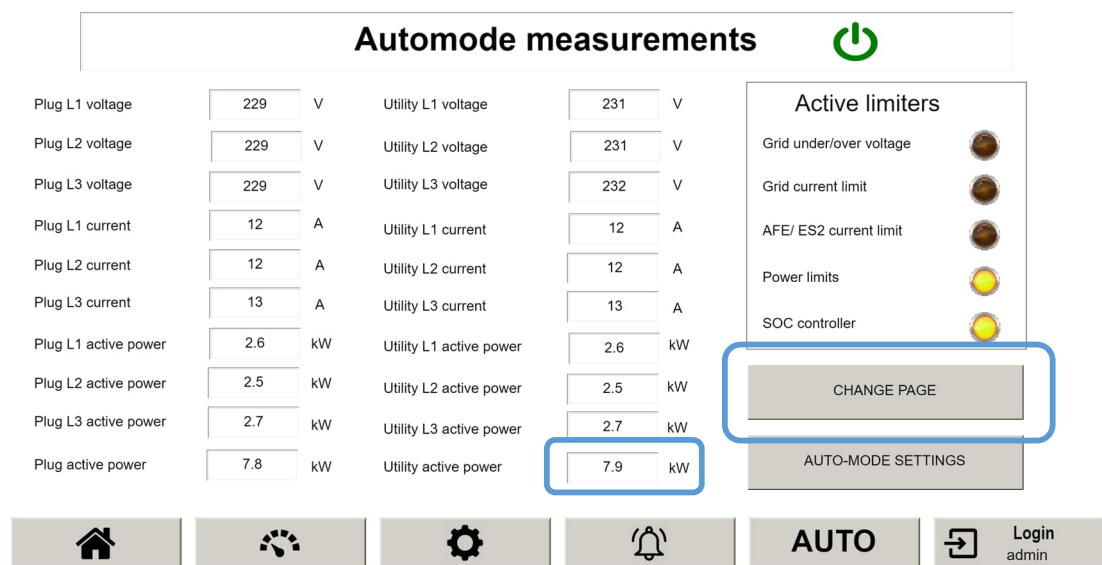 Automode measurements
Plug L1 voltage 229 V Utility L1 voltage 231 V
Plug L2 voltage 229 V Utility L2 voltage 231 V
Plug L3 voltage 229 V Utility L3 voltage 232 V
Plug L1 current 12 A Utility L1 current 12 A
Plug L2 current 12 A Utility L2 current 12 A
Plug L3 current 13 A Utility L3 current 13 A
Plug L1 active power 2.6 kW Utility L1 active power 2.6 kW
Plug L2 active power 2.5 kW Utility L2 active power 2.5 kW
Plug L3 active power 2.7 kW Utility L3 active power 2.7 kW
Plug active power 7.8 kW Utility active power 7.9 kW
Active limiters
Grid under/over voltage
Grid current limit
AFE/ ES2 current limit
Power limits
SOC controller
CHANGE PAGE
AUTO-MODE SETTINGS
AUTO
Login
admin